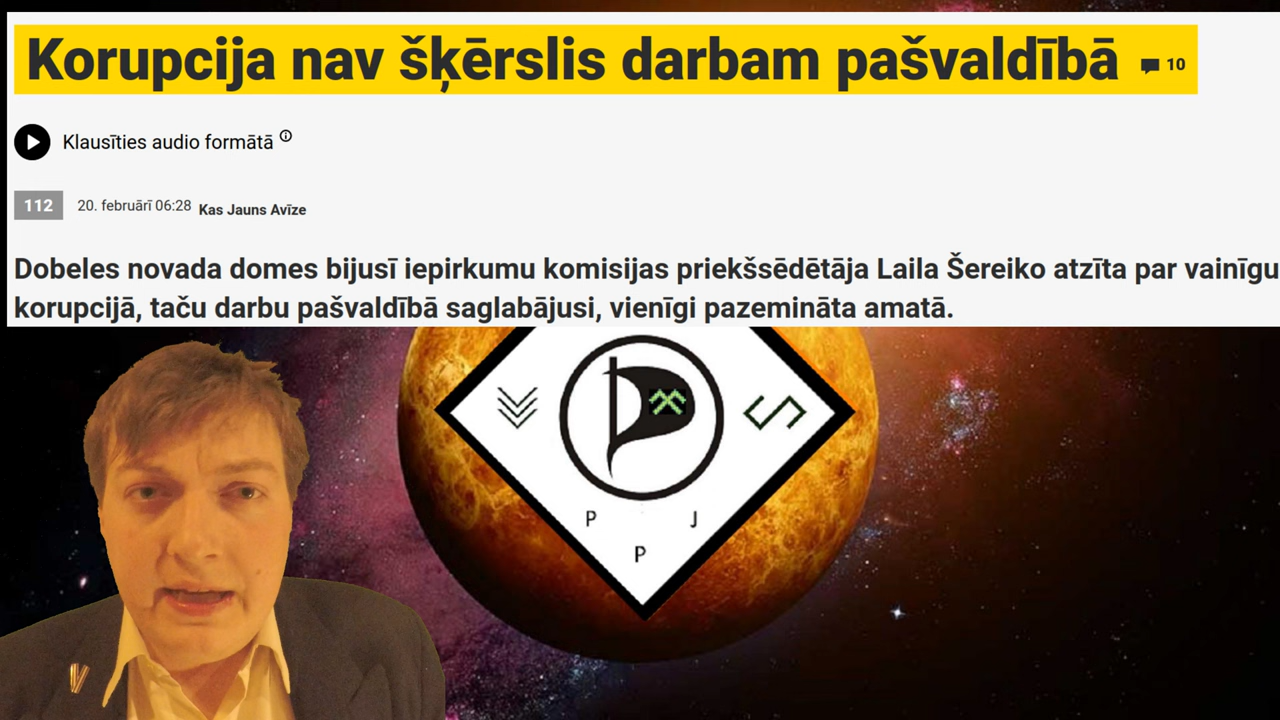 Korupcija nav šķērslis darbam pašvaldībā 10
Klausīties audio formātā
112 20. februārī 06:28 Kas Jauns Avīze
Dobeles novada domes bijusī iepirkumu komisijas priekšsēdētāja Laila Šereiko atzīta par vainīgu
korupcijā, taču darbu pašvaldībā saglabājusi, vienīgi pazemināta amatā.
P J
P